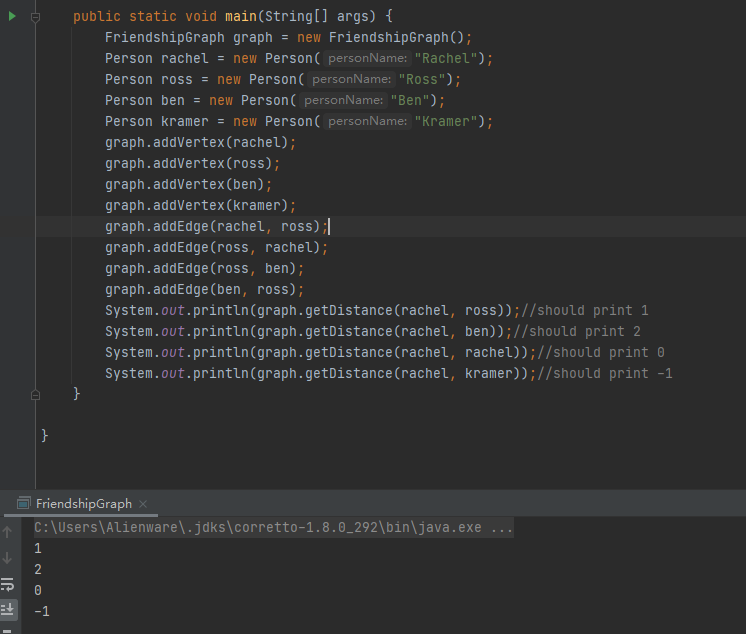 public static void main(String[] args) {
FriendshipGraph graph = new FriendshipGraph();
Person rachel = new Person( personName: "Rachel");
Person ross = new Person( personName: "Ross");
Person ben = new Person( personName: "Ben");
Person kramer = new Person( personName: "Kramer");
graph.addVertex(rachel);
graph.addVertex(ross);
graph.addVertex(ben);
graph.addVertex(kramer);
graph.addEdge(rachel, ross);
graph.addEdge(ross, rachel);
graph.addEdge(ross, ben);
graph.addEdge(ben, ross);
System.out.println(graph.getDistance(rachel, ross));//should print 1
System.out.println(graph.getDistance(rachel, ben));//should print 2
System.out.println(graph.getDistance(rachel, rachel));//should print 0
System.out.println(graph.getDistance(rachel, kramer));//should print -1
}
}
FriendshipGraph ×
C:\Users\Alienware\.jdks\corretto-1.8.0_292\bin\java.exe ...
1
2
0
-1